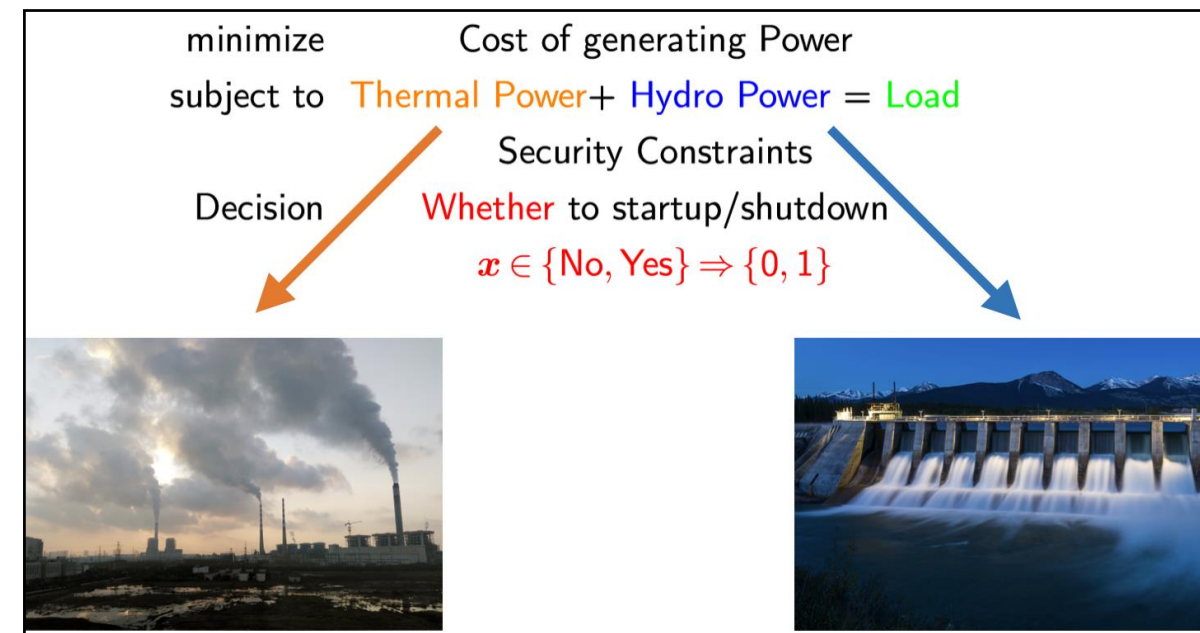 minimize Cost of generating Power
subject to Thermal Power+ Hydro Power = Load
Security Constraints
Decision Whether to startup/shutdown
x ∈ {No, Yes} ⇒ {0, 1}